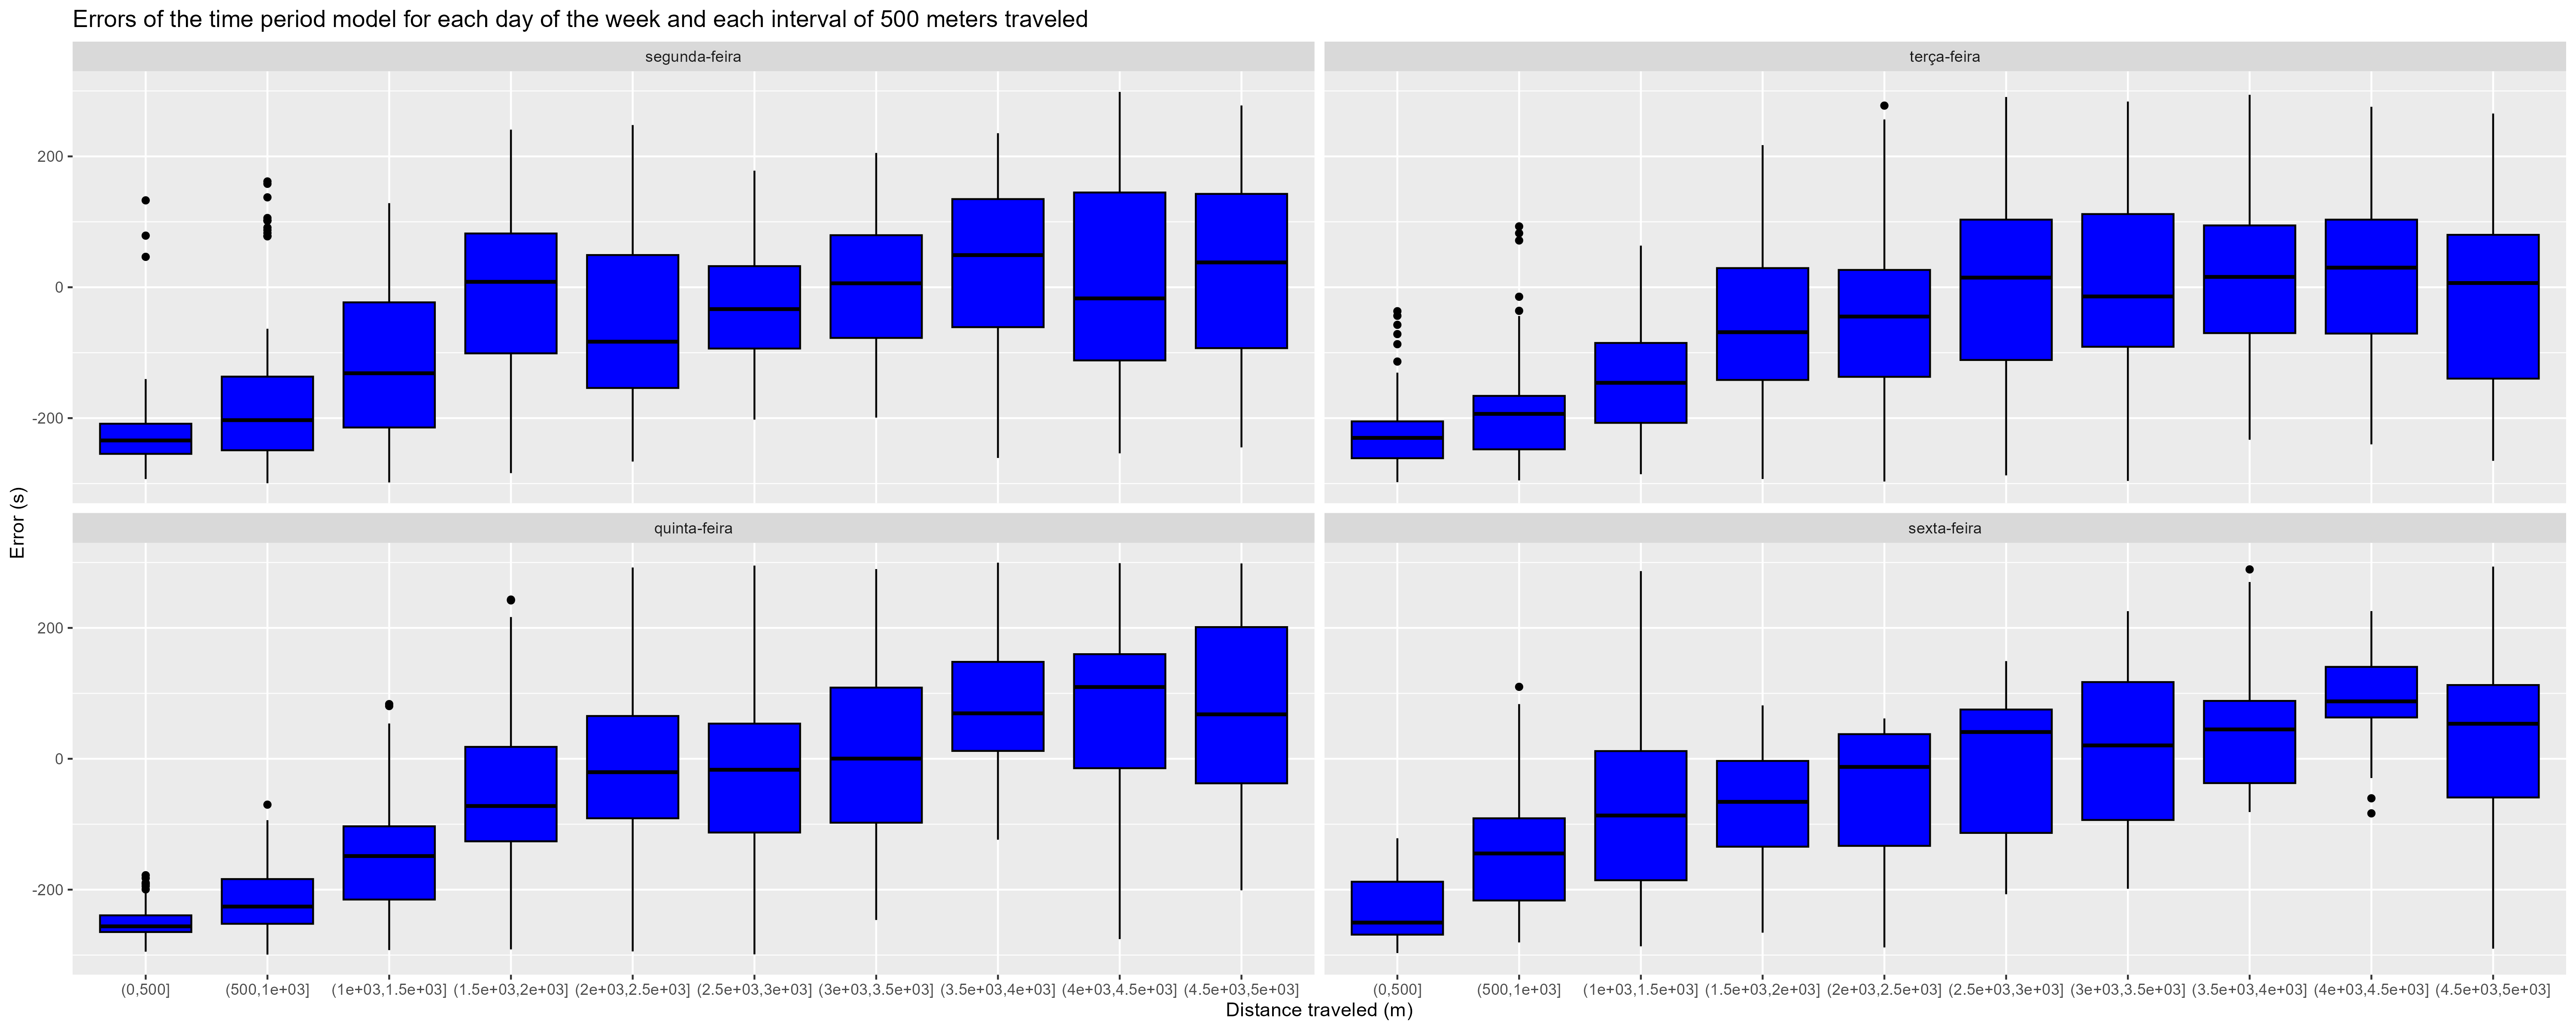 Errors of the time period model for each day of the week and each interval of 500 meters traveled
segunda-feira
terça-feira
200
0
-200
quinta-feira
sexta-feira
200
0
-200
Error (s)
(0,500] (500,1e+03] (1e+03,1.5e+03] (1.5e+03,2e+03] (2e+03,2.5e+03] (2.5e+03,3e+03] (3e+03,3.5e+03] (3.5e+03,4e+03] (4e+03,4.5e+03] (4.5e+03,5e+03]
(0,500] (500,1e+03] (1e+03,1.5e+03] (1.5e+03,2e+03] (2e+03,2.5e+03] (2.5e+03,3e+03] (3e+03,3.5e+03] (3.5e+03,4e+03] (4e+03,4.5e+03] (4.5e+03,5e+03]
Distance traveled (m)